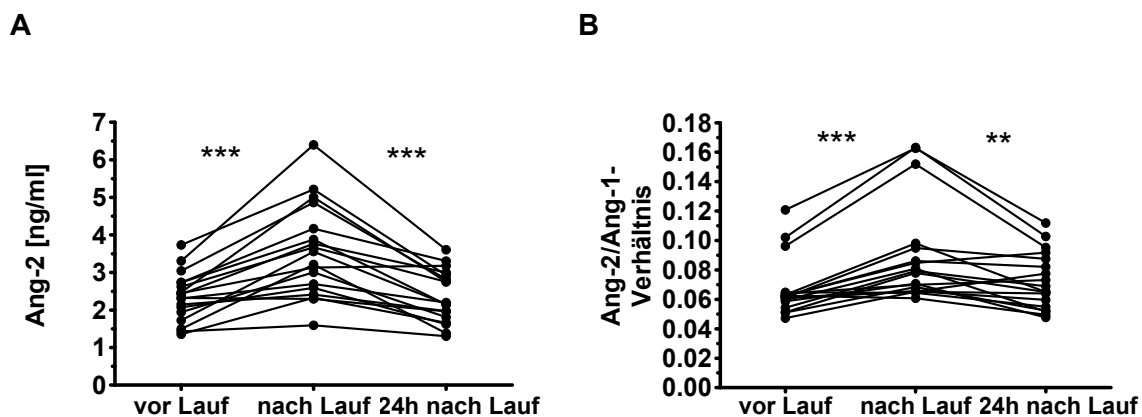 A
B
Ang-2 [ng/ml]
7
6
5
4
3
2
1
0
***
***
vor Lauf
nach Lauf
24h nach Lauf
Ang-2/Ang-1-
Verhältnis
0.18
0.16
0.14
0.12
0.10
0.08
0.06
0.04
0.02
0.00
***
**
vor Lauf
nach Lauf
24h nach Lauf